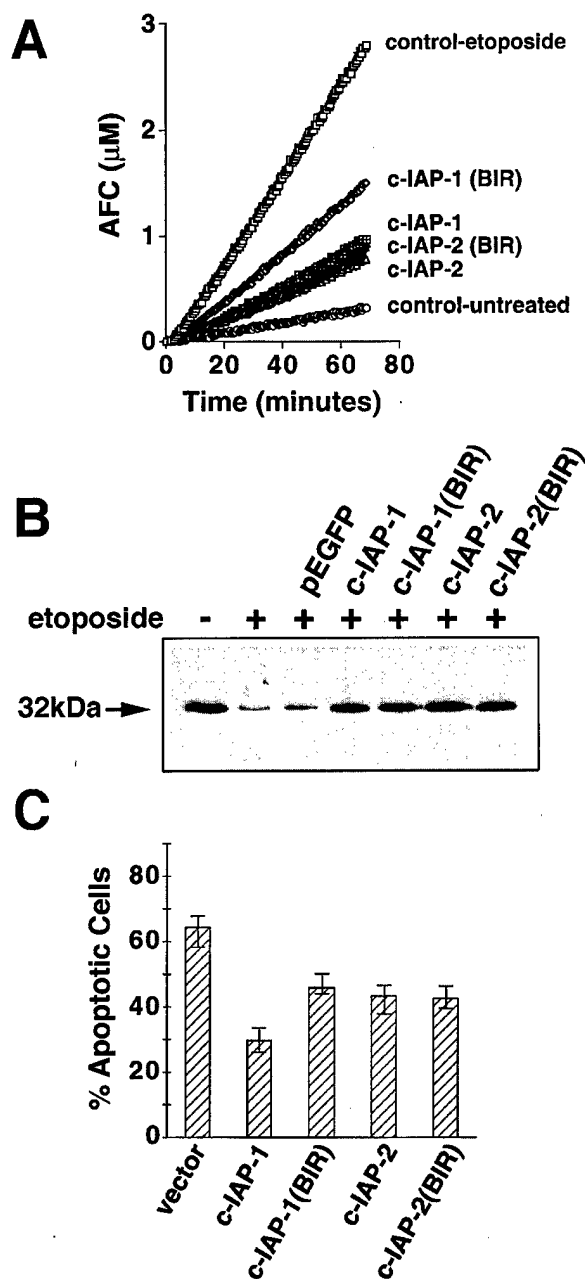 A
AFC (µM)
3
2
1
0
control-etoposide
c-IAP-1 (BIR)
c-IAP-1
c-IAP-2 (BIR)
c-IAP-2
control-untreated
0 20 40 60 80
Time (minutes)
B
pEGFP
c-IAP-1
c-IAP-1(BIR)
c-IAP-2
c-IAP-2(BIR)
etoposide - + + + + + +
32kDa
C
% Apoptotic Cells
80
60
40
20
0
vector
c-IAP-1
c-IAP-1(BIR)
c-IAP-2
c-IAP-2(BIR)